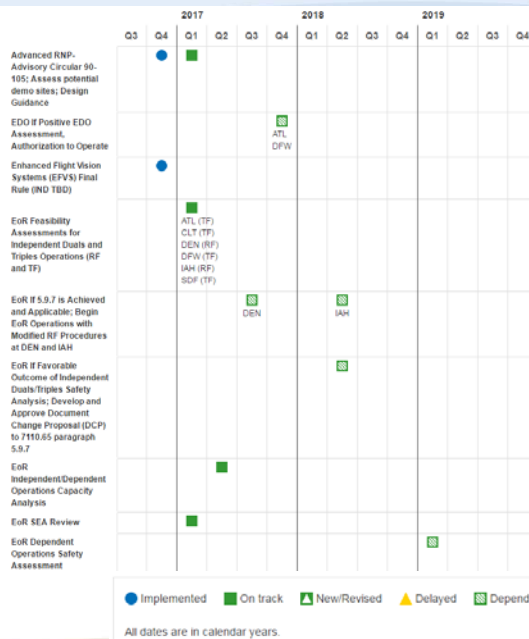 2017 2018 2019
Q3 Q4 Q1 Q2 Q3 Q4 Q1 Q2 Q3 Q4 Q1 Q2 Q3 Q4
Advanced RNP-
Advisory Circular 90-
105; Assess potential
demo sites; Design
Guidance
EDO If Positive EDO
Assessment,
Authorization to Operate
ATL
DFW
Enhanced Flight Vision
Systems (EFVS) Final
Rule (IND TBD)
EoR Feasibility
Assessments for
Independent Duals and
Triples Operations (RF
and TF)
ATL (TF)
CLT (TF)
DEN (RF)
DFW (TF)
IAH (RF)
SDF (TF)
EoR If 5.9.7 is Achieved
and Applicable; Begin
EoR Operations with
Modified RF Procedures
at DEN and IAH
DEN
IAH
EoR If Favorable
Outcome of Independent
Duals/Triples Safety
Analysis; Develop and
Approve Document
Change Proposal (DCP)
to 7110.65 paragraph
5.9.7
EoR
Independent/Dependent
Operations Capacity
Analysis
EoR SEA Review
EoR Dependent
Operations Safety
Assessment
Implemented On track New/Revised Delayed Depend
All dates are in calendar years.